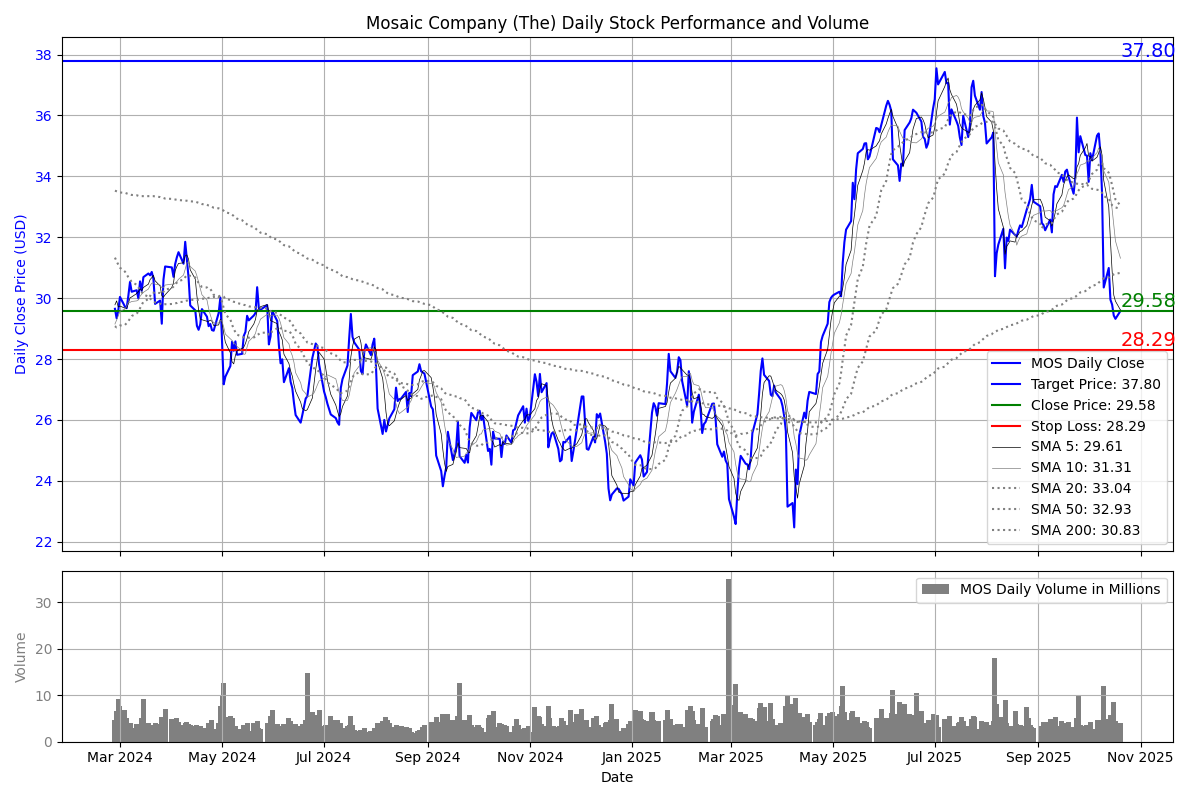 Mosaic Company (The) Daily Stock Performance and Volume
Daily Close Price (USD)
38
36
34
32
30
28
26
24
22
37.80
29.58
28.29
MOS Daily Close
Target Price: 37.80
Close Price: 29.58
Stop Loss: 28.29
SMA 5: 29.61
SMA 10: 31.31
SMA 20: 33.04
SMA 50: 32.93
SMA 200: 30.83
Volume
30
20
10
0
MOS Daily Volume in Millions
Mar 2024 May 2024 Jul 2024 Sep 2024 Nov 2024 Jan 2025 Mar 2025 May 2025 Jul 2025 Sep 2025 Nov 2025
Date